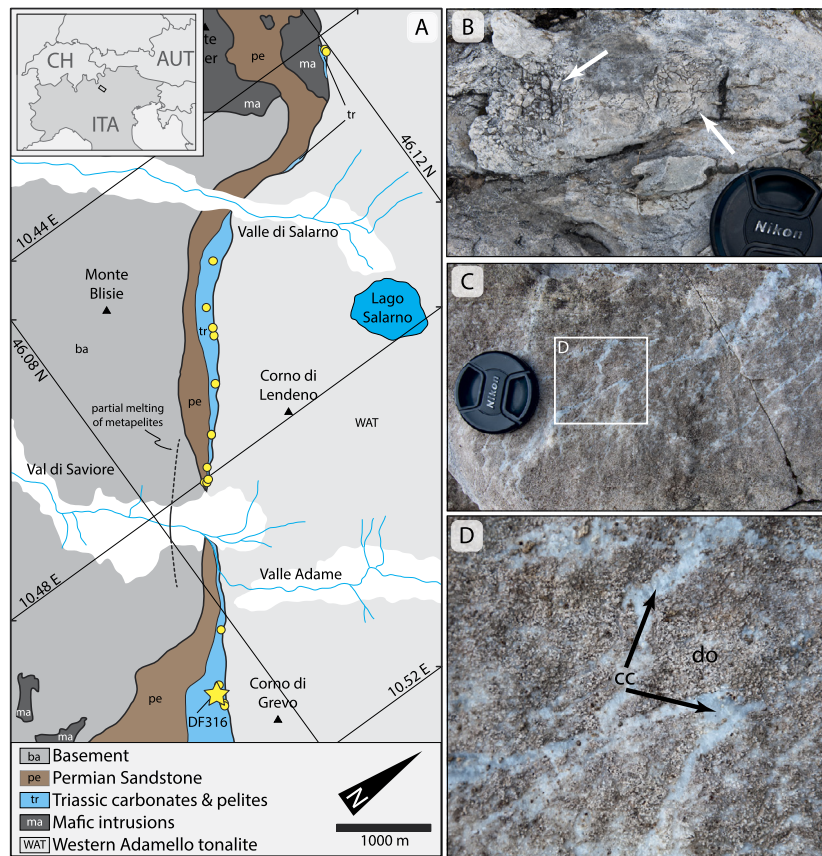 A
CH
AUT
ITA
te
er
pe
ma
ma
tr
46.12 N
10.44 E
Valle di Salarno
Monte
Blisie
Lago
Salarno
tr
46.08 N
ba
Corno di
Lendeno
pe
partial melting
of metapelites
WAT
Val di Saviore
Valle Adame
10.48 E
10.52 E
pe
Corno di
Grevo
ma
DF316
ma
ba Basement
pe Permian Sandstone
tr Triassic carbonates & pelites
ma Mafic intrusions
WAT Western Adamello tonalite
N
1000 m
B
Nikon
C
D
Nikon
D
do
cc